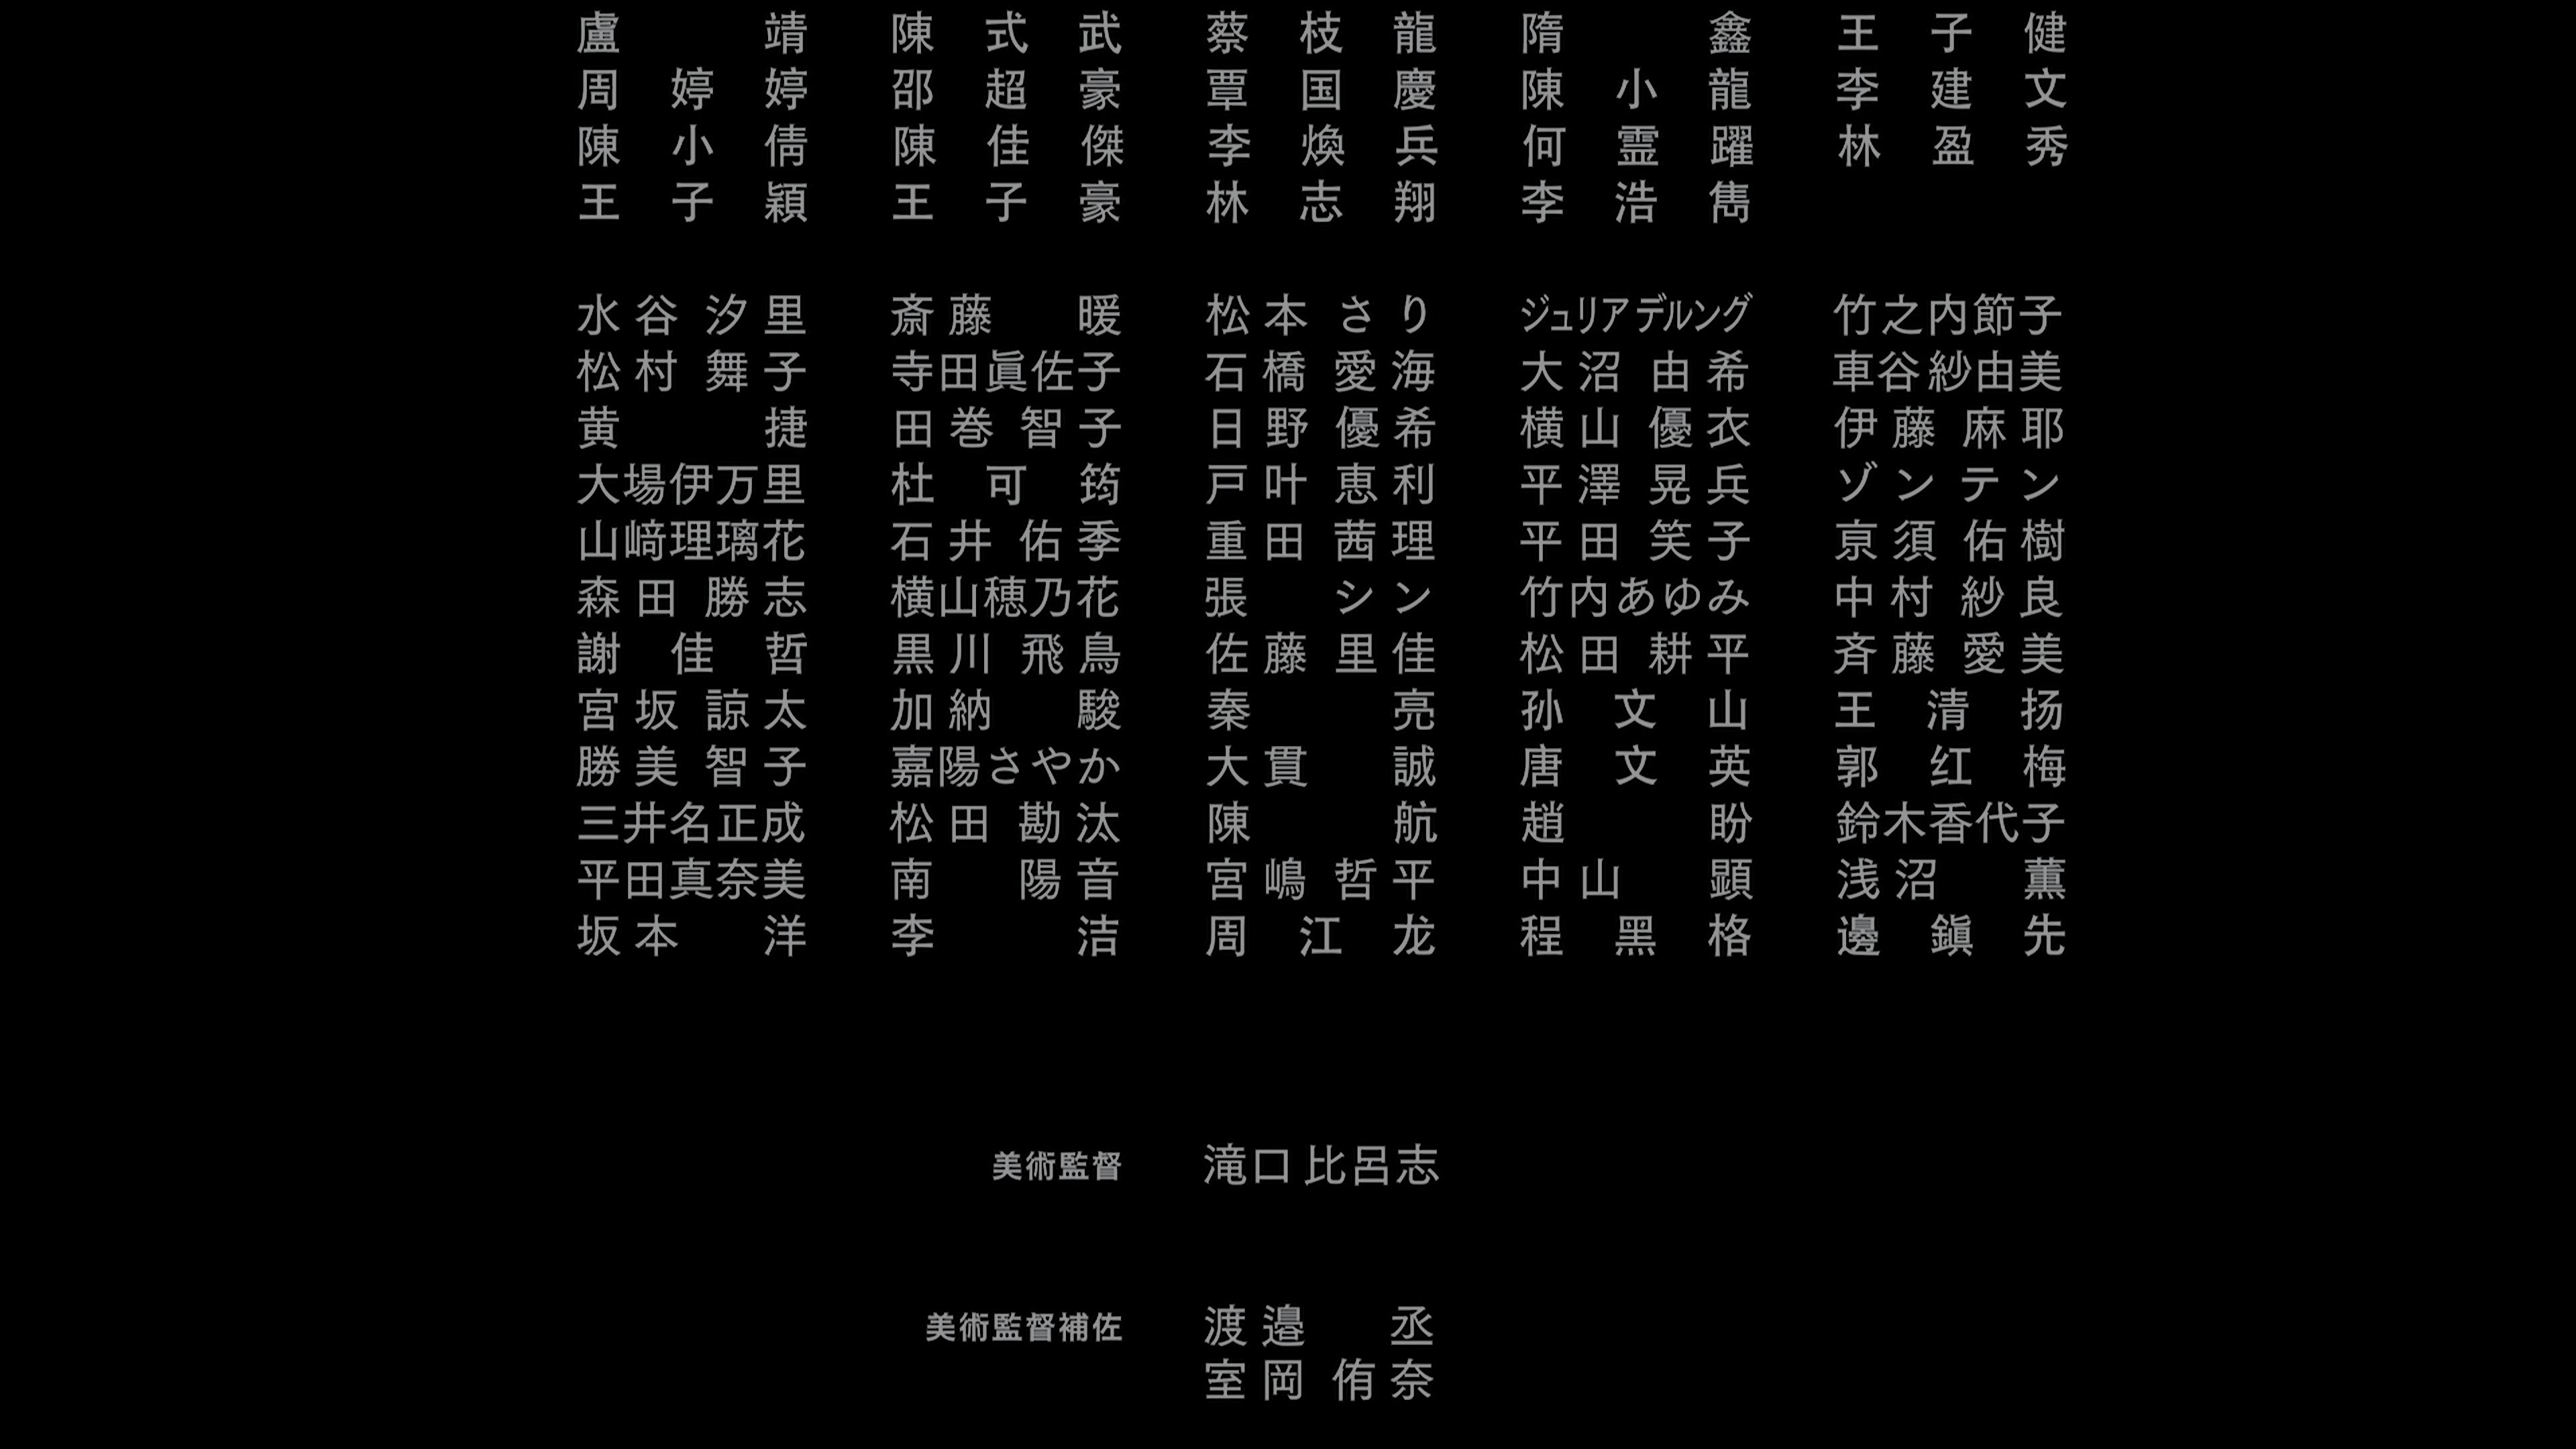 盧靖 陳式武 蔡枝龍 隋鑫 王子健
周婷婷 邵超豪 覃国慶 陳小龍 李建文
陳小倩 陳佳傑 李煥兵 何霊躍 林盈秀
王子穎 王子豪 林志翔 李浩雋
水谷汐里 斎藤暖 松本さり ジュリアデルング 竹之内節子
松村舞子 寺田眞佐子 石橋愛海 大沼由希 車谷紗由美
黄捷 田巻智子 日野優希 横山優衣 伊藤麻耶
大場伊万里 杜可筠 戸叶恵利 平澤晃兵 ゾンテン
山﨑理璃花 石井佑季 重田茜理 平田笑子 亰須佑樹
森田勝志 横山穂乃花 張シン 竹内あゆみ 中村紗良
謝佳哲 黒川飛鳥 佐藤里佳 松田耕平 斉藤愛美
宮坂諒太 加納駿 秦亮 孙文山 王清扬
勝美智子 嘉陽さやか 大貫誠 唐文英 郭红梅
三井名正成 松田勘汰 陳航 趙盼 鈴木香代子
平田真奈美 南陽音 宮嶋哲平 中山顕 浅沼薫
坂本洋 李洁 周江龙 程黑格 邊鎭先
美術監督 滝口比呂志
美術監督補佐 渡邉丞
室岡侑奈